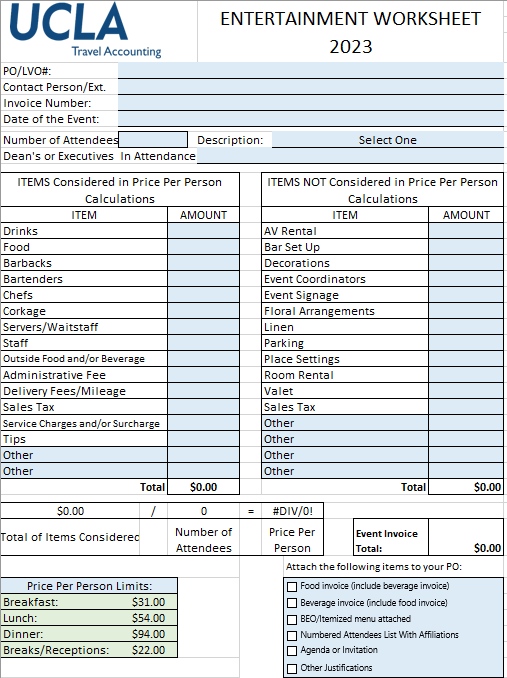 UCLA
Travel Accounting
ENTERTAINMENT WORKSHEET
2023
PO/LVO#:
Contact Person/Ext.
Invoice Number:
Date of the Event:
Number of Attendees Description: Select One
Dean's or Executives In Attendance
ITEMS Considered in Price Per Person
Calculations
ITEM AMOUNT
Drinks
Food
Barbacks
Bartenders
Chefs
Corkage
Servers/Waitstaff
Staff
Outside Food and/or Beverage
Administrative Fee
Delivery Fees/Mileage
Sales Tax
Service Charges and/or Surcharge
Tips
Other
Other
Total $0.00
ITEMS NOT Considered in Price Per Person
Calculations
ITEM AMOUNT
AV Rental
Bar Set Up
Decorations
Event Coordinators
Event Signage
Floral Arrangements
Linen
Parking
Place Settings
Room Rental
Valet
Sales Tax
Other
Other
Other
Other
Total $0.00
$0.00 / 0 = #DIV/0!
Total of Items Considered
Number of
Attendees
Price Per
Person
Event Invoice
Total: $0.00
Price Per Person Limits:
Breakfast: $31.00
Lunch: $54.00
Dinner: $94.00
Breaks/Receptions: $22.00
Attach the following items to your PO:
Food invoice (include beverage invoice)
Beverage invoice (include food invoice)
BEO/Itemized menu attached
Numbered Attendees List With Affiliations
Agenda or Invitation
Other Justifications